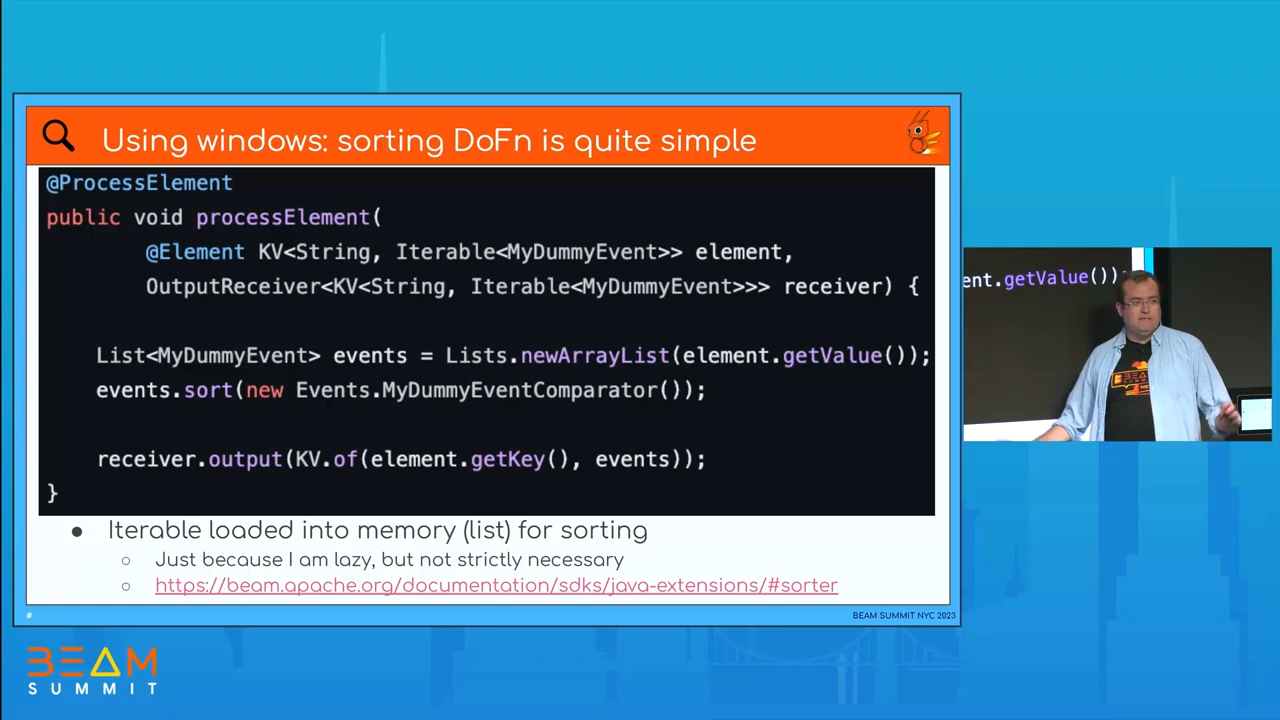 Using windows: sorting DoFn is quite simple
@ProcessElement
public void processElement(
@Element KV<String, Iterable<MyDummyEvent>> element,
OutputReceiver<KV<String, Iterable<MyDummyEvent>>> receiver) {
List<MyDummyEvent> events = Lists.newArrayList(element.getValue());
events.sort(new Events.MyDummyEventComparator());
receiver.output(KV.of(element.getKey(), events));
}
● Iterable loaded into memory (list) for sorting
○ Just because I am lazy, but not strictly necessary
○ https://beam.apache.org/documentation/sdks/java-extensions/#sorter
#
BEAM SUMMIT NYC 2023
ent.getValue());
BEAM
SUMMIT
BEAM
SUMMIT